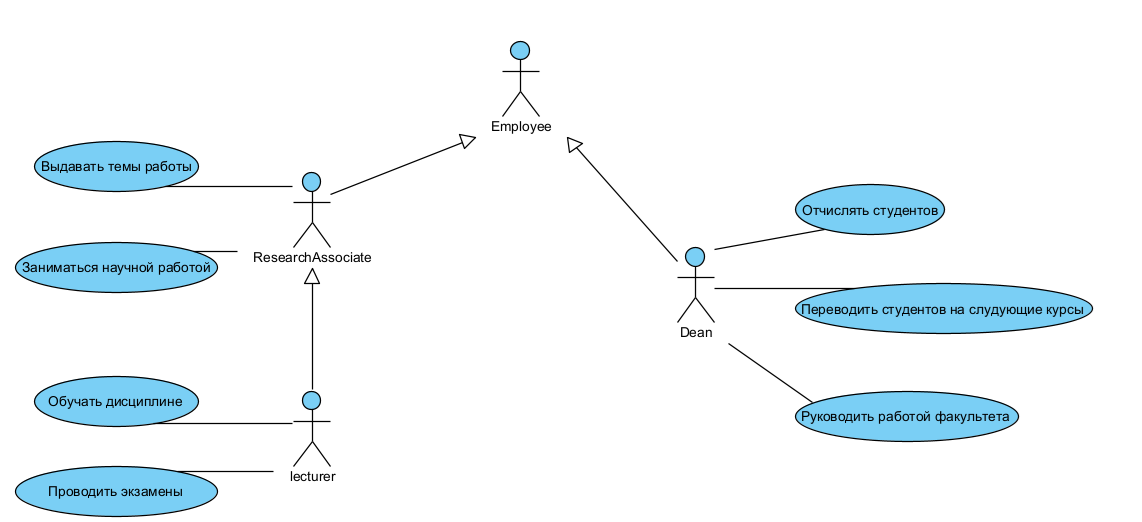 Employee
Выдавать темы работы
Заниматься научной работой
ResearchAssociate
Отчислять студентов
Переводить студентов на слудующие курсы
Dean
Руководить работой факультета
Обучать дисциплине
Проводить экзамены
lecturer